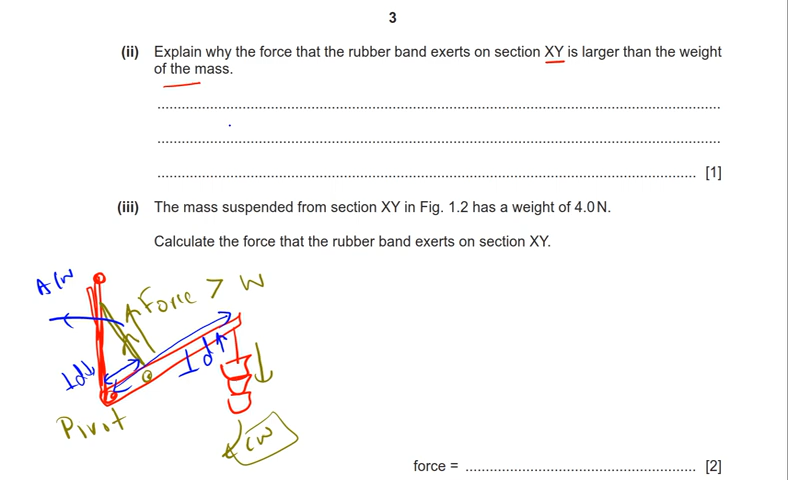 3
(ii) Explain why the force that the rubber band exerts on section XY is larger than the weight
of the mass.
[1]
(iii) The mass suspended from section XY in Fig. 1.2 has a weight of 4.0 N.
Calculate the force that the rubber band exerts on section XY.
A/W
Force > W
⊥d↓
⊥d↑
Pivot
force = [2]